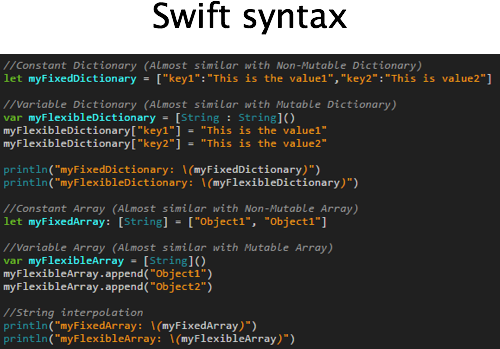 Swift syntax
//Constant Dictionary (Almost similar with Non-Mutable Dictionary)
let myFixedDictionary = ["key1":"This is the value1","key2":"This is value2"]
//Variable Dictionary (Almost similar with Mutable Dictionary)
var myFlexibleDictionary = [String : String]()
myFlexibleDictionary["key1"] = "This is the value1"
myFlexibleDictionary["key2"] = "This is the value2"
println("myFixedDictionary: \(myFixedDictionary)")
println("myFlexibleDictionary: \(myFlexibleDictionary)")
//Constant Array (Almost similar with Non-Mutable Array)
let myFixedArray: [String] = ["Object1", "Object1"]
//Variable Array (Almost similar with Mutable Array)
var myFlexibleArray = [String]()
myFlexibleArray.append("Object1")
myFlexibleArray.append("Object2")
//String interpolation
println("myFixedArray: \(myFixedArray)")
println("myFlexibleArray: \(myFlexibleArray)")